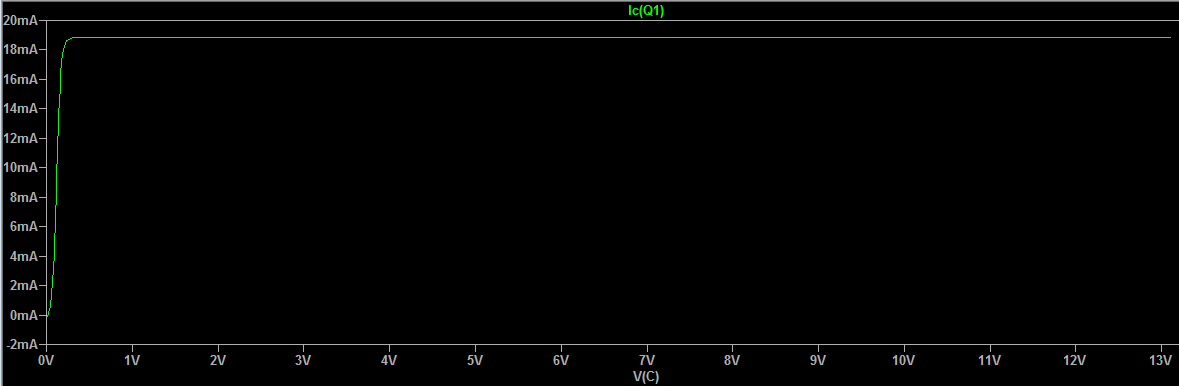 Ic(Q1)
20mA
18mA
16mA
14mA
12mA
10mA
8mA
6mA
4mA
2mA
0mA
-2mA
0V 1V 2V 3V 4V 5V 6V 7V 8V 9V 10V 11V 12V 13V
V(C)